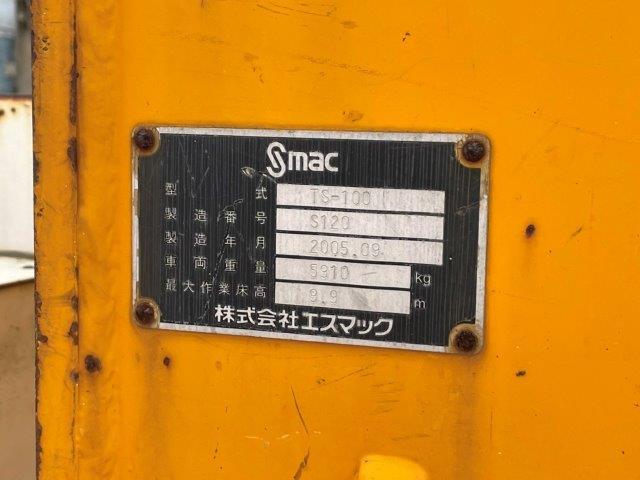 Smac
型式 TS-100
製造番号 S120
製造年月 2005.09
車両重量 5910 kg
最大作業床高 9.9 m
株式会社エスマック